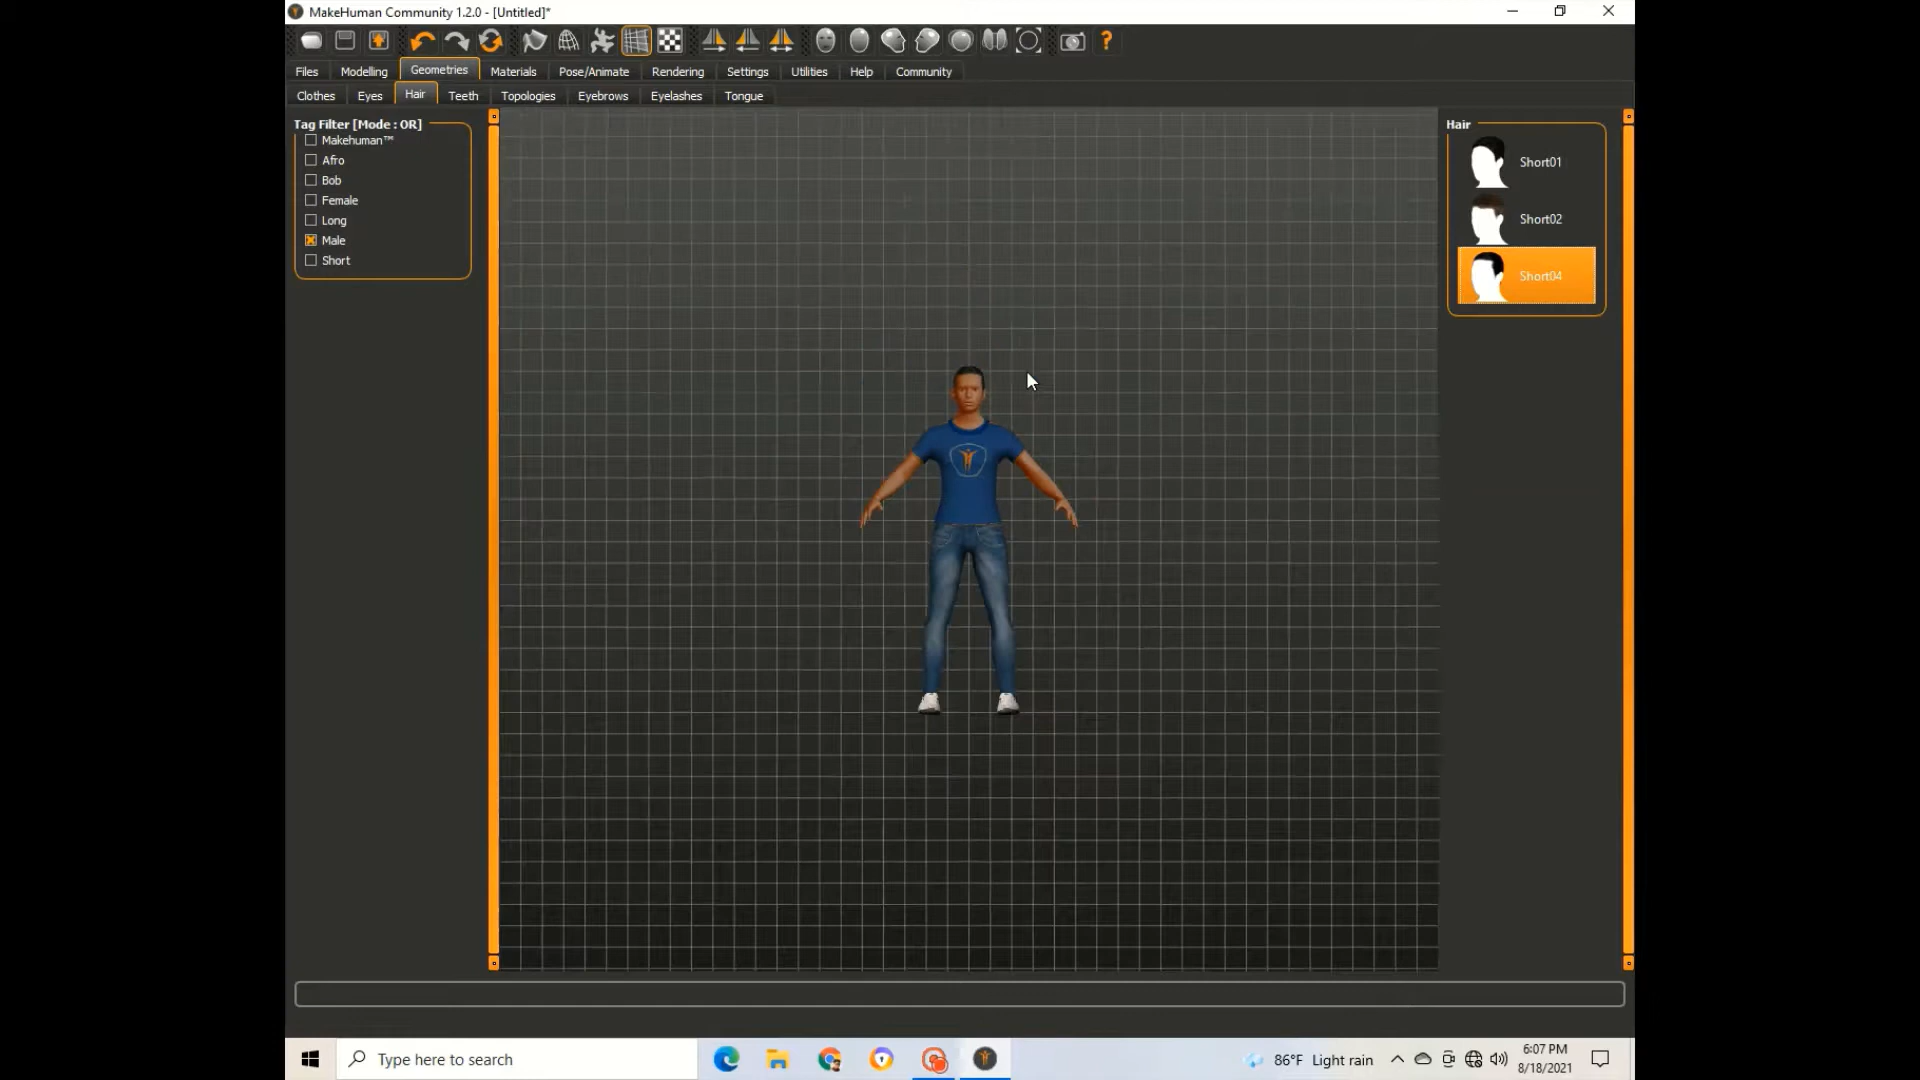 MakeHuman Community 1.2.0 - [Untitled]*
?
Files Modelling Geometries Materials Pose/Animate Rendering Settings Utilities Help Community
Clothes Eyes Hair Teeth Topologies Eyebrows Eyelashes Tongue
Tag Filter [Mode : OR]
Makehuman™
Afro
Bob
Female
Long
Male
Short
Hair
Short01
Short02
Short04
Type here to search
86°F Light rain
6:07 PM
8/18/2021